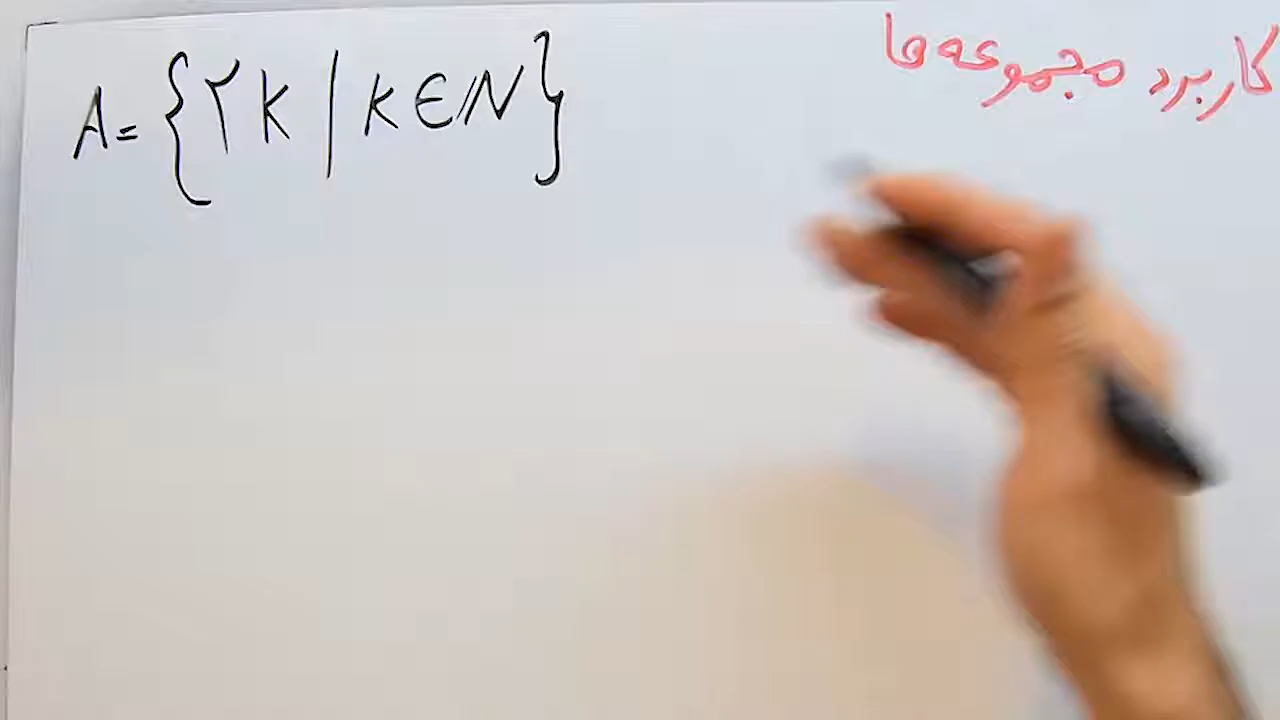 کاربرد مجموعه ها
A = {۲K | K ∈ ℕ}